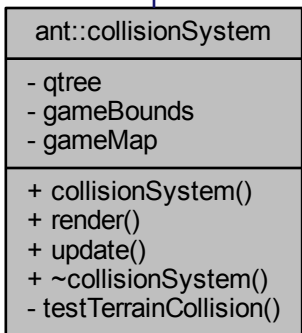 ant::collisionSystem
- qtree
- gameBounds
- gameMap
+ collisionSystem()
+ render()
+ update()
+ ~collisionSystem()
- testTerrainCollision()